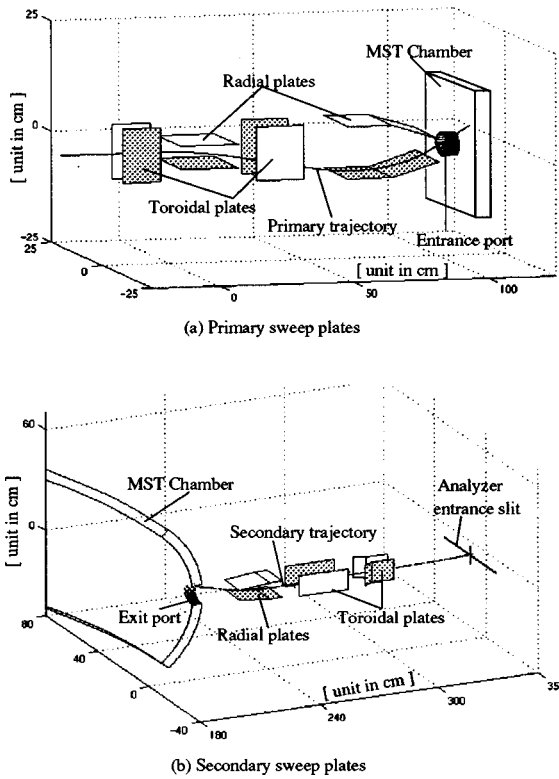 25
MST Chamber
Radial plates
[ unit in cm ]
0
Toroidal plates
Primary trajectory
-25
25
Entrance port
0
[ unit in cm ]
-25
0
50
100
(a) Primary sweep plates
60
MST Chamber
Analyzer
entrance slit
[ unit in cm ]
0
Secondary trajectory
Exit port
Toroidal plates
80
Radial plates
40
0
[ unit in cm ]
35
300
-40
240
180
(b) Secondary sweep plates